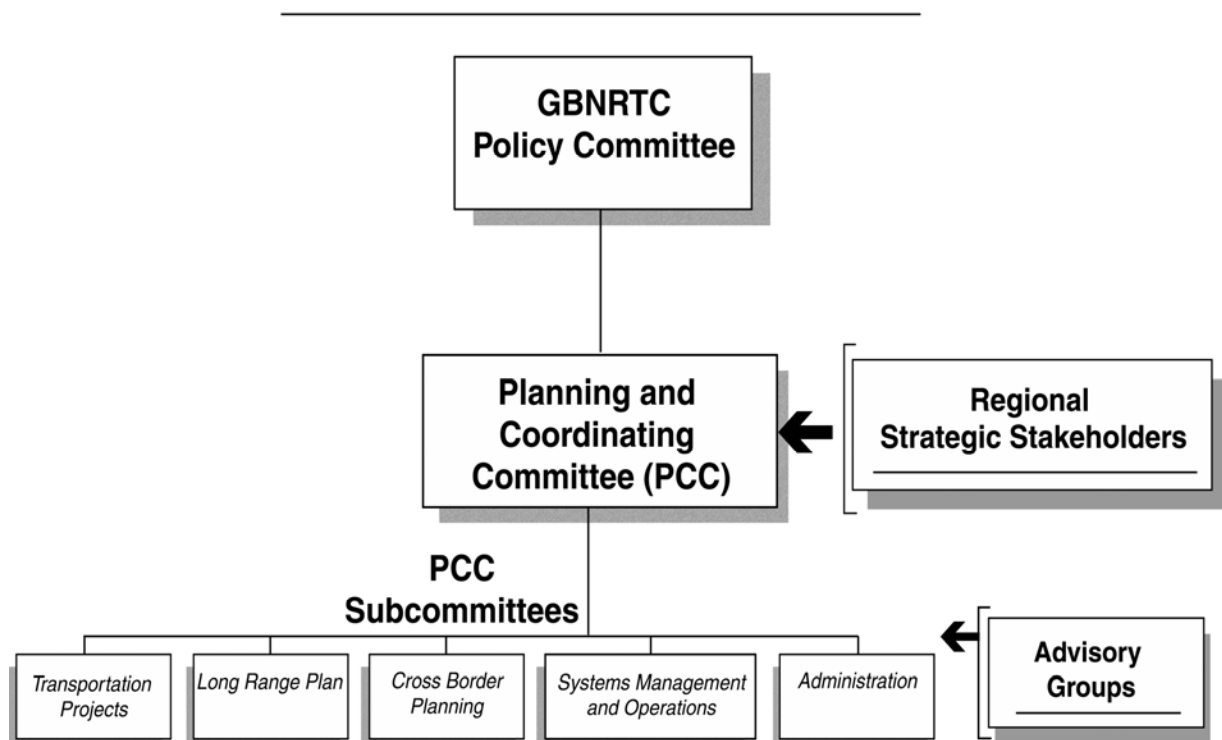 GBNRTC
Policy Committee
Planning and
Coordinating
Committee (PCC)
Regional
Strategic Stakeholders
PCC
Subcommittees
Transportation
Projects
Long Range Plan
Cross Border
Planning
Systems Management
and Operations
Administration
Advisory
Groups